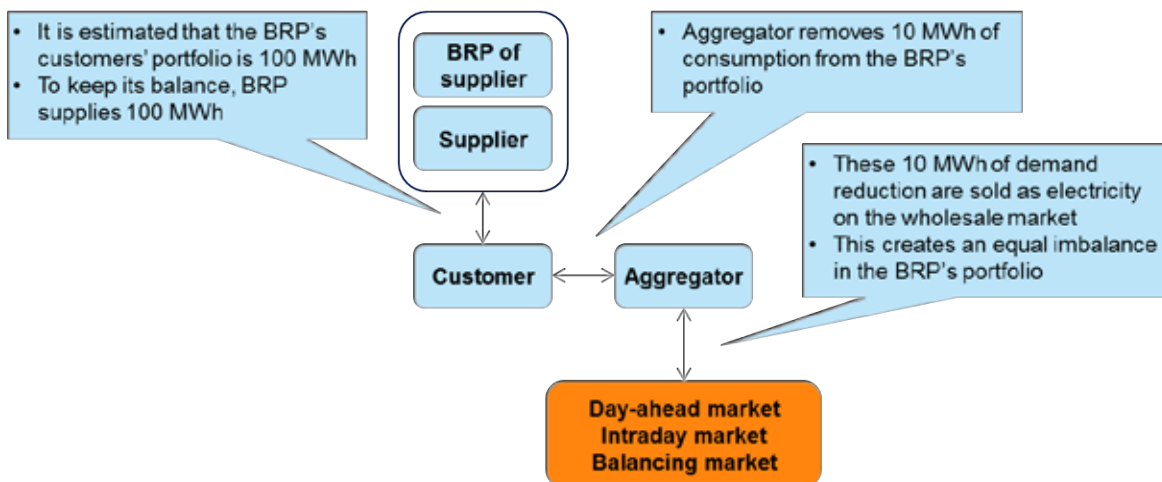 • It is estimated that the BRP's
customers' portfolio is 100 MWh
• To keep its balance, BRP
supplies 100 MWh
BRP of
supplier
Supplier
• Aggregator removes 10 MWh of
consumption from the BRP's
portfolio
• These 10 MWh of demand
reduction are sold as electricity
on the wholesale market
• This creates an equal imbalance
in the BRP's portfolio
Customer
Aggregator
Day-ahead market
Intraday market
Balancing market